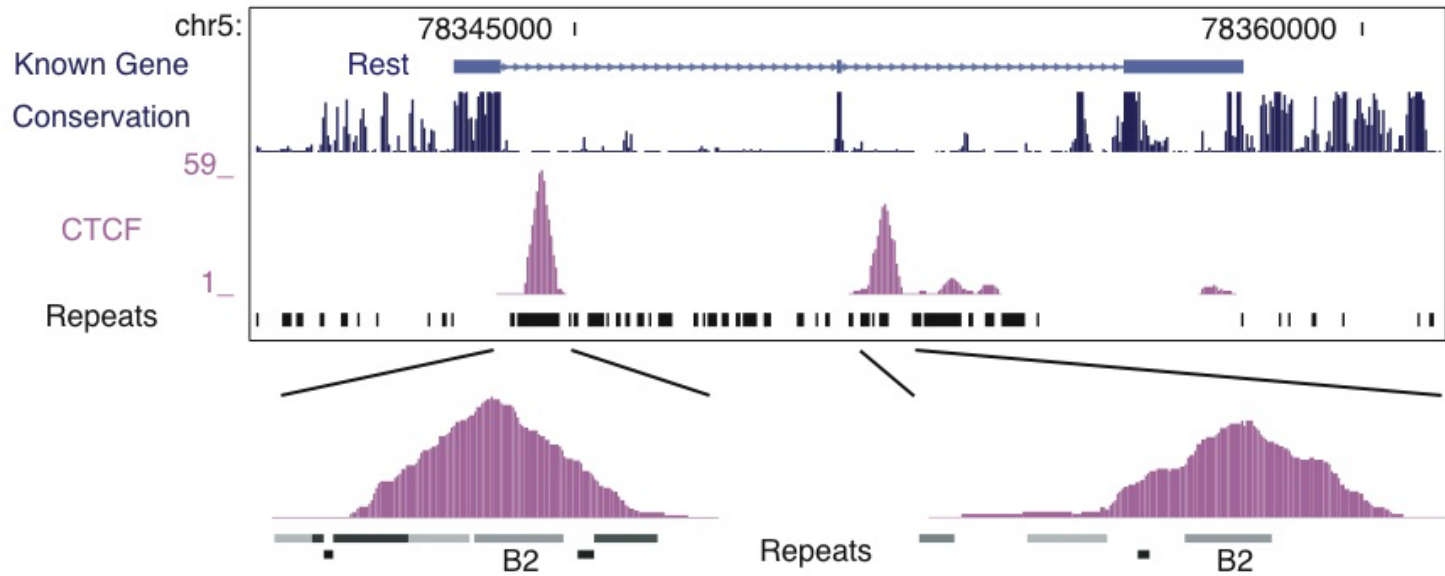 chr5: 78345000 78360000
Known Gene Rest
Conservation
59_
CTCF
1_
Repeats
B2 Repeats B2